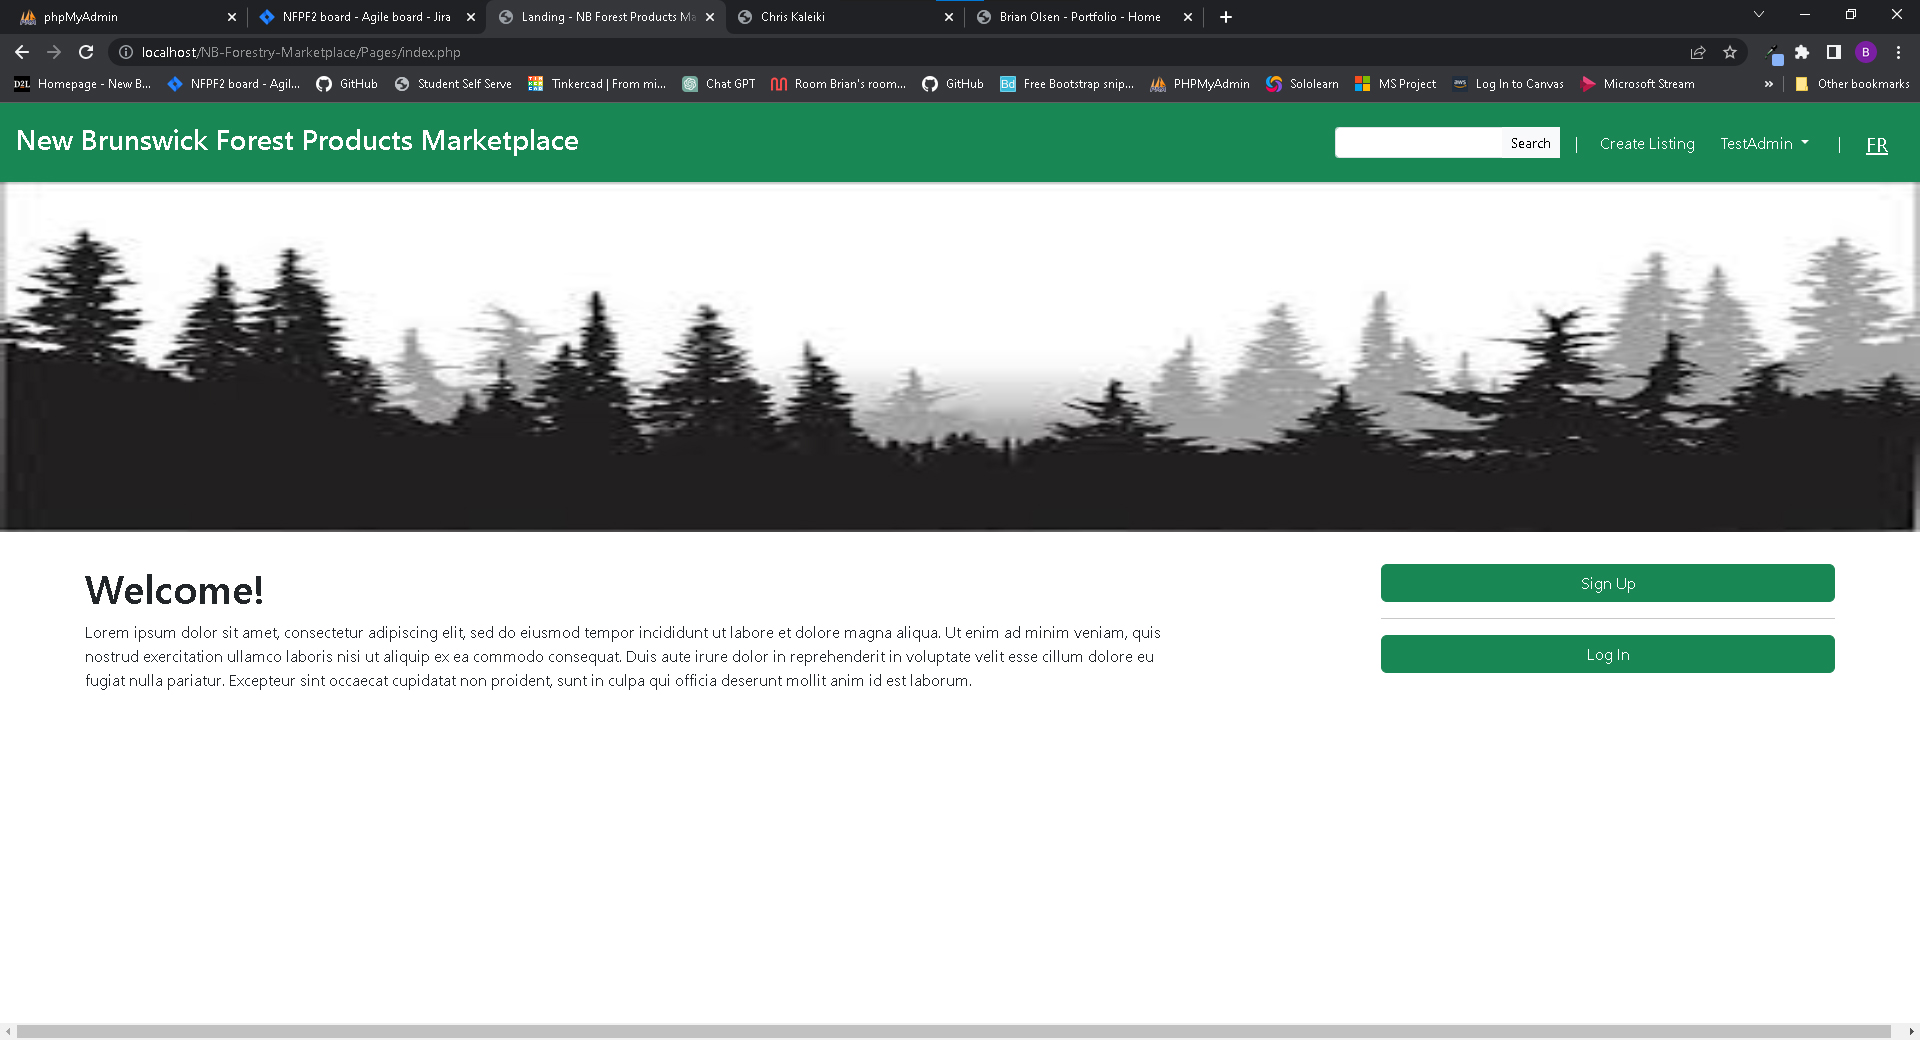 phpMyAdmin
NFPF2 board - Agile board - Jira
Landing - NB Forest Products Ma
Chris Kaleiki
Brian Olsen - Portfolio - Home
localhost/NB-Forestry-Marketplace/Pages/index.php
B
D2L Homepage - New B...
NFPF2 board - Agil...
GitHub
Student Self Serve
Tinkercad | From mi...
Chat GPT
Room Brian's room...
GitHub
Bd Free Bootstrap snip...
PHPMyAdmin
Sololearn
MS Project
aws Log In to Canvas
Microsoft Stream
»
Other bookmarks
New Brunswick Forest Products Marketplace
Search
|
Create Listing
TestAdmin
|
FR
Welcome!
Lorem ipsum dolor sit amet, consectetur adipiscing elit, sed do eiusmod tempor incididunt ut labore et dolore magna aliqua. Ut enim ad minim veniam, quis
nostrud exercitation ullamco laboris nisi ut aliquip ex ea commodo consequat. Duis aute irure dolor in reprehenderit in voluptate velit esse cillum dolore eu
fugiat nulla pariatur. Excepteur sint occaecat cupidatat non proident, sunt in culpa qui officia deserunt mollit anim id est laborum.
Sign Up
Log In